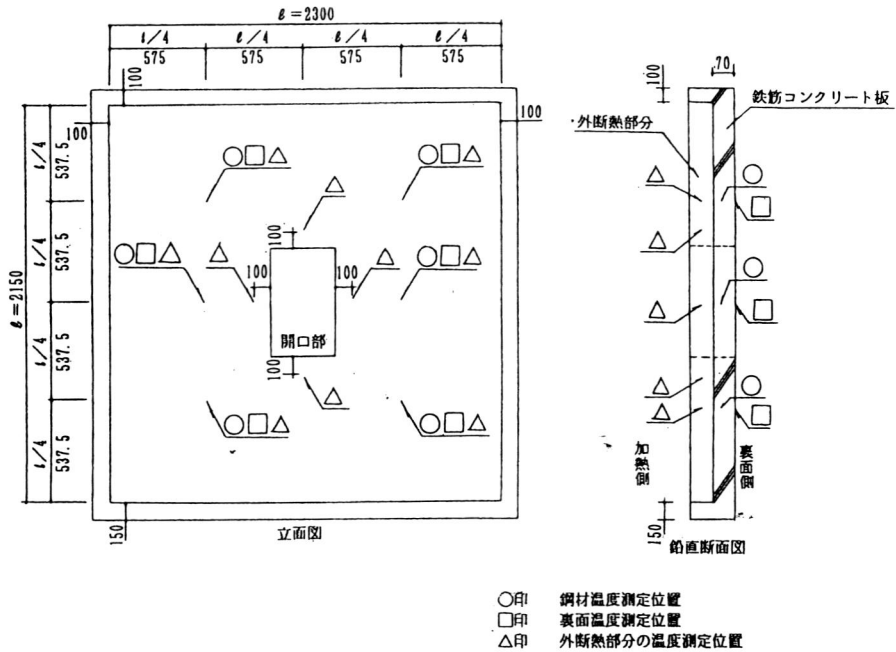 ℓ=2300
ℓ/4 ℓ/4 ℓ/4 ℓ/4
575 575 575 575
100
100
100
ℓ=2150
ℓ/4 537.5
ℓ/4 537.5
ℓ/4 537.5
ℓ/4 537.5
100
100
100
100
開口部
150
立面図
100
70
鉄筋コンクリート板
外断熱部分
加熱側
裏面側
150
鉛直断面図
○印 鋼材温度測定位置
□印 裏面温度測定位置
△印 外断熱部分の温度測定位置